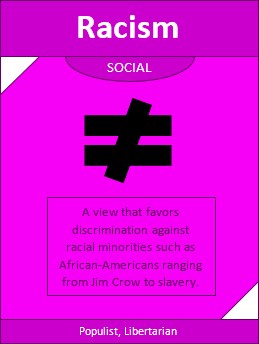 Racism
SOCIAL
A view that favors
discrimination against
racial minorities such as
African-Americans ranging
from Jim Crow to slavery.
Populist, Libertarian